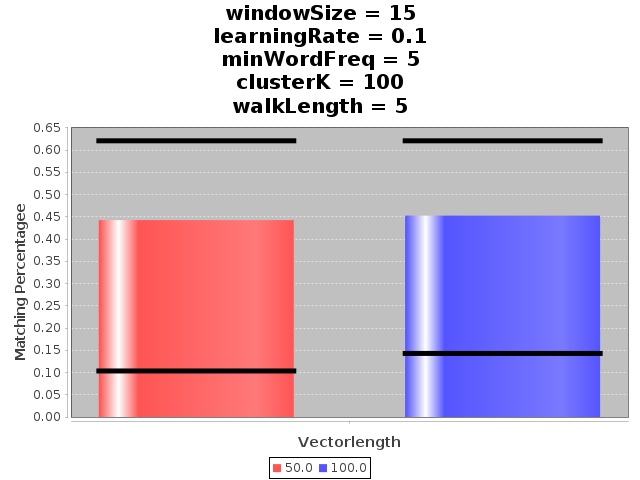 windowSize = 15
learningRate = 0.1
minWordFreq = 5
clusterK = 100
walkLength = 5
0.65
0.60
0.55
0.50
0.45
0.40
0.35
0.30
0.25
0.20
0.15
0.10
0.05
0.00
Matching Percentagee
Vectorlength
50.0 100.0